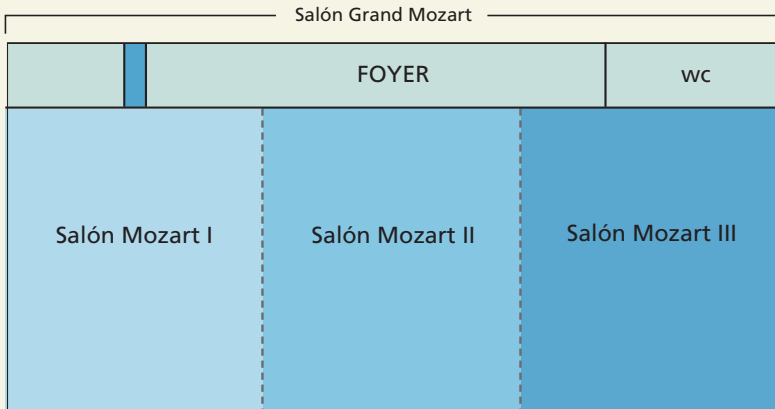 Salón Grand Mozart
FOYER
wc
Salón Mozart I
Salón Mozart II
Salón Mozart III